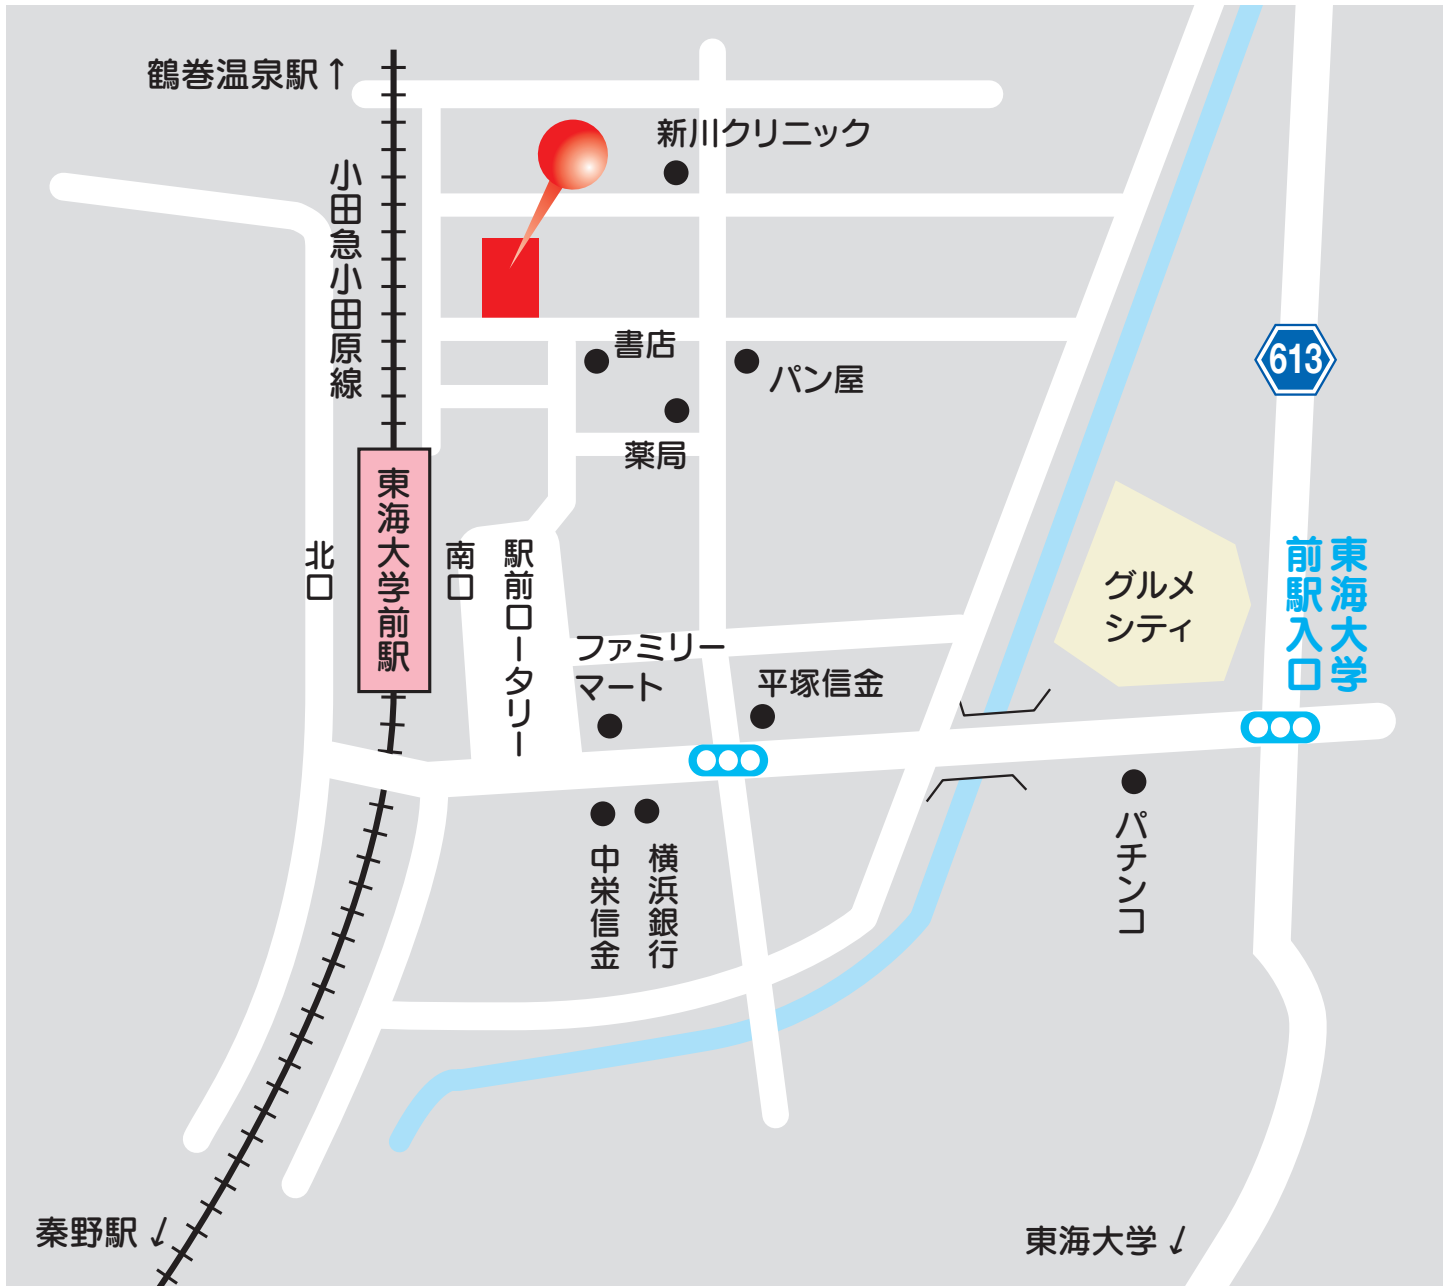 鶴巻温泉駅↑
新川クリニック
小田急小田原線
書店
パン屋
613
薬局
東海大学前駅
北口
南口
駅前ロータリー
東海大学
前駅入口
グルメ
シティ
ファミリー
マート
平塚信金
中栄信金
横浜銀行
パチンコ
秦野駅↓
東海大学↓